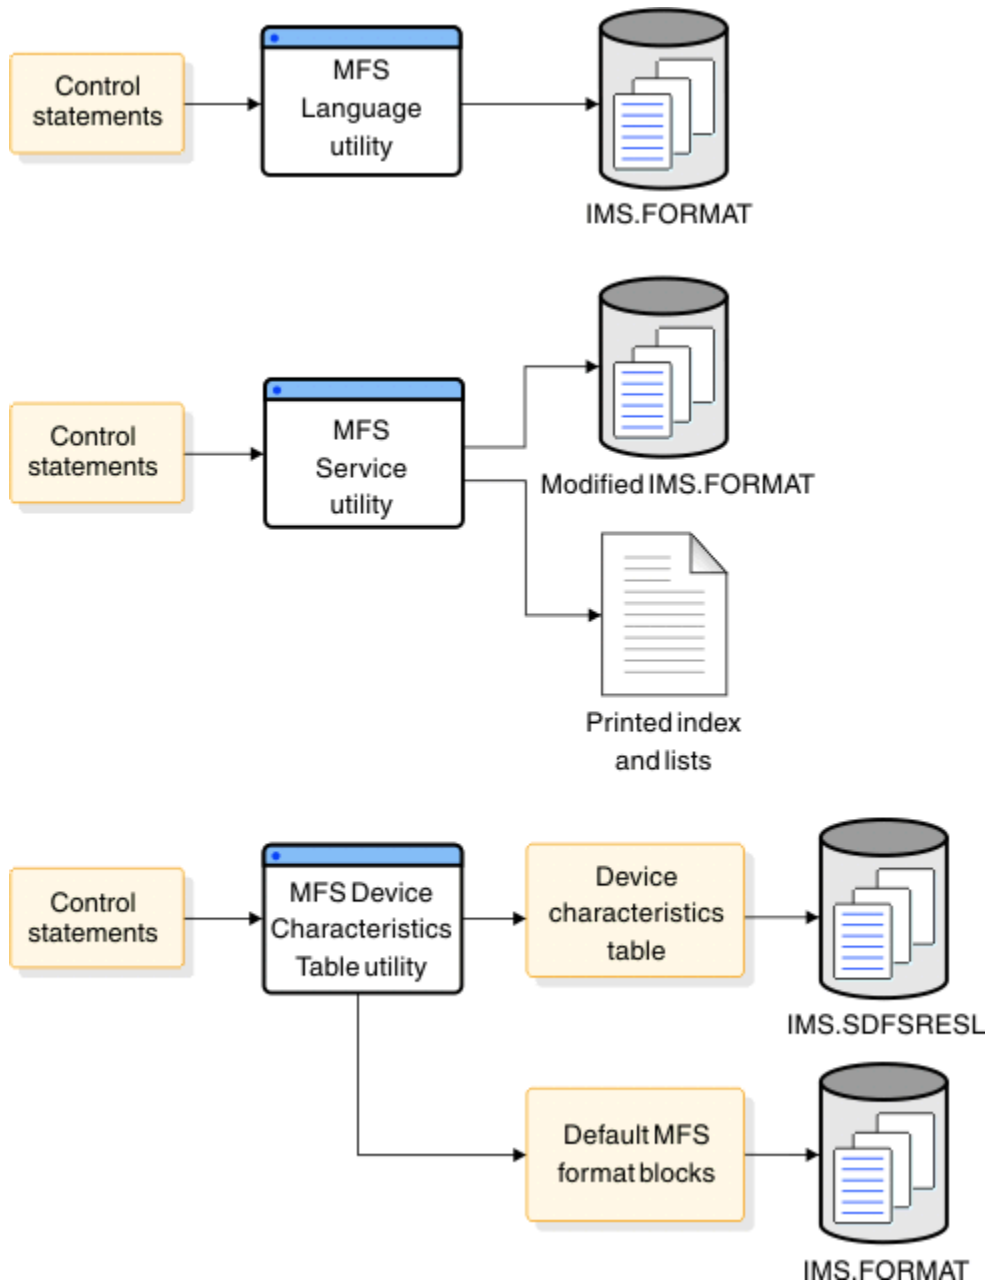 Control
statements
MFS
Language
utility
IMS.FORMAT
Control
statements
MFS
Service
utility
Modified IMS.FORMAT
Printed index
and lists
Control
statements
MFS Device
Characteristics
Table utility
Device
characteristics
table
IMS.SDFSRESL
Default MFS
format blocks
IMS.FORMAT